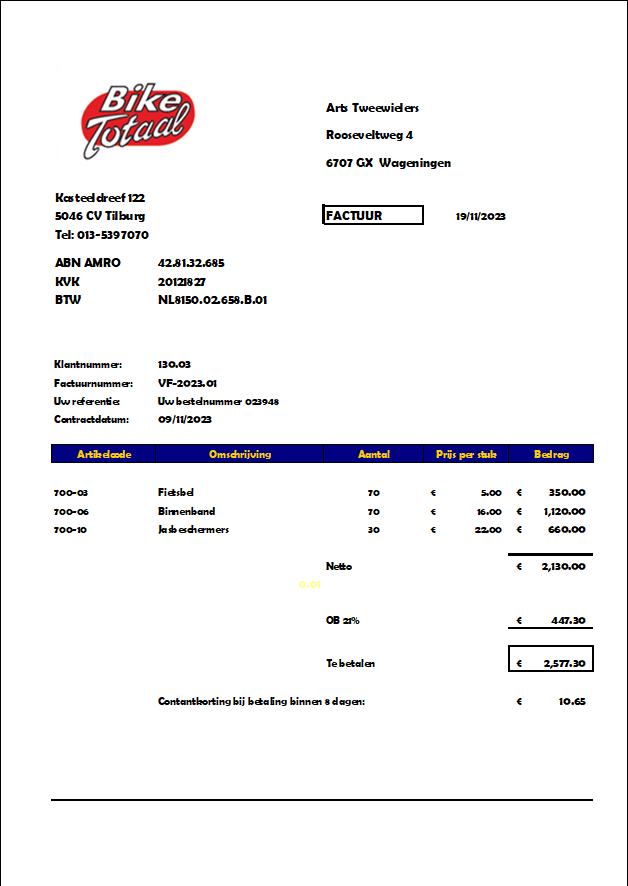 Bike
Totaal
Arts Tweewielers
Rooseveltweg 4
6707 GX Wageningen
Kasteeldreef 122
5046 CV Tilburg
Tel: 013-5397070
FACTUUR 19/11/2023
ABN AMRO 42.81.32.685
KVK 20121827
BTW NL8150.02.658.B.01
Klantnummer: 130.03
Factuurnummer: VF-2023.01
Uw referentie: Uw bestelnummer 023948
Contractdatum: 09/11/2023
Artikelcode Omschrijving Aantal Prijs per stuk Bedrag
700-03 Fietsbel 70 € 5.00 € 350.00
700-06 Binnenband 70 € 16.00 € 1,120.00
700-10 Jasbeschermers 30 € 22.00 € 660.00
Netto € 2,130.00
OB 21% € 447.30
Te betalen € 2,577.30
Contantkorting bij betaling binnen 8 dagen: € 10.65